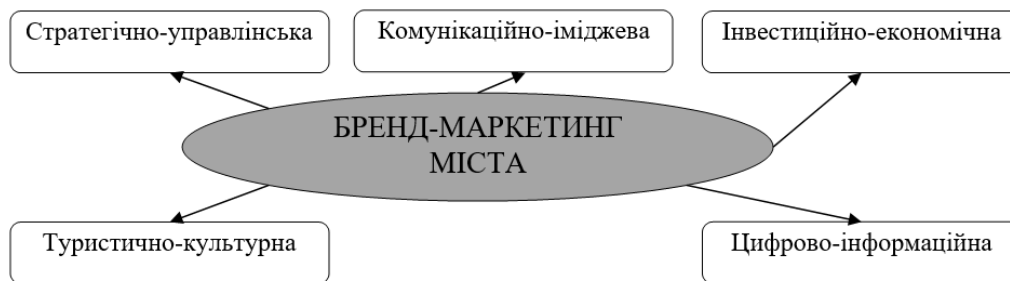 Стратегічно-управлінська
Комунікаційно-іміджева
Інвестиційно-економічна
БРЕНД-МАРКЕТИНГ
МІСТА
Туристично-культурна
Цифрово-інформаційна